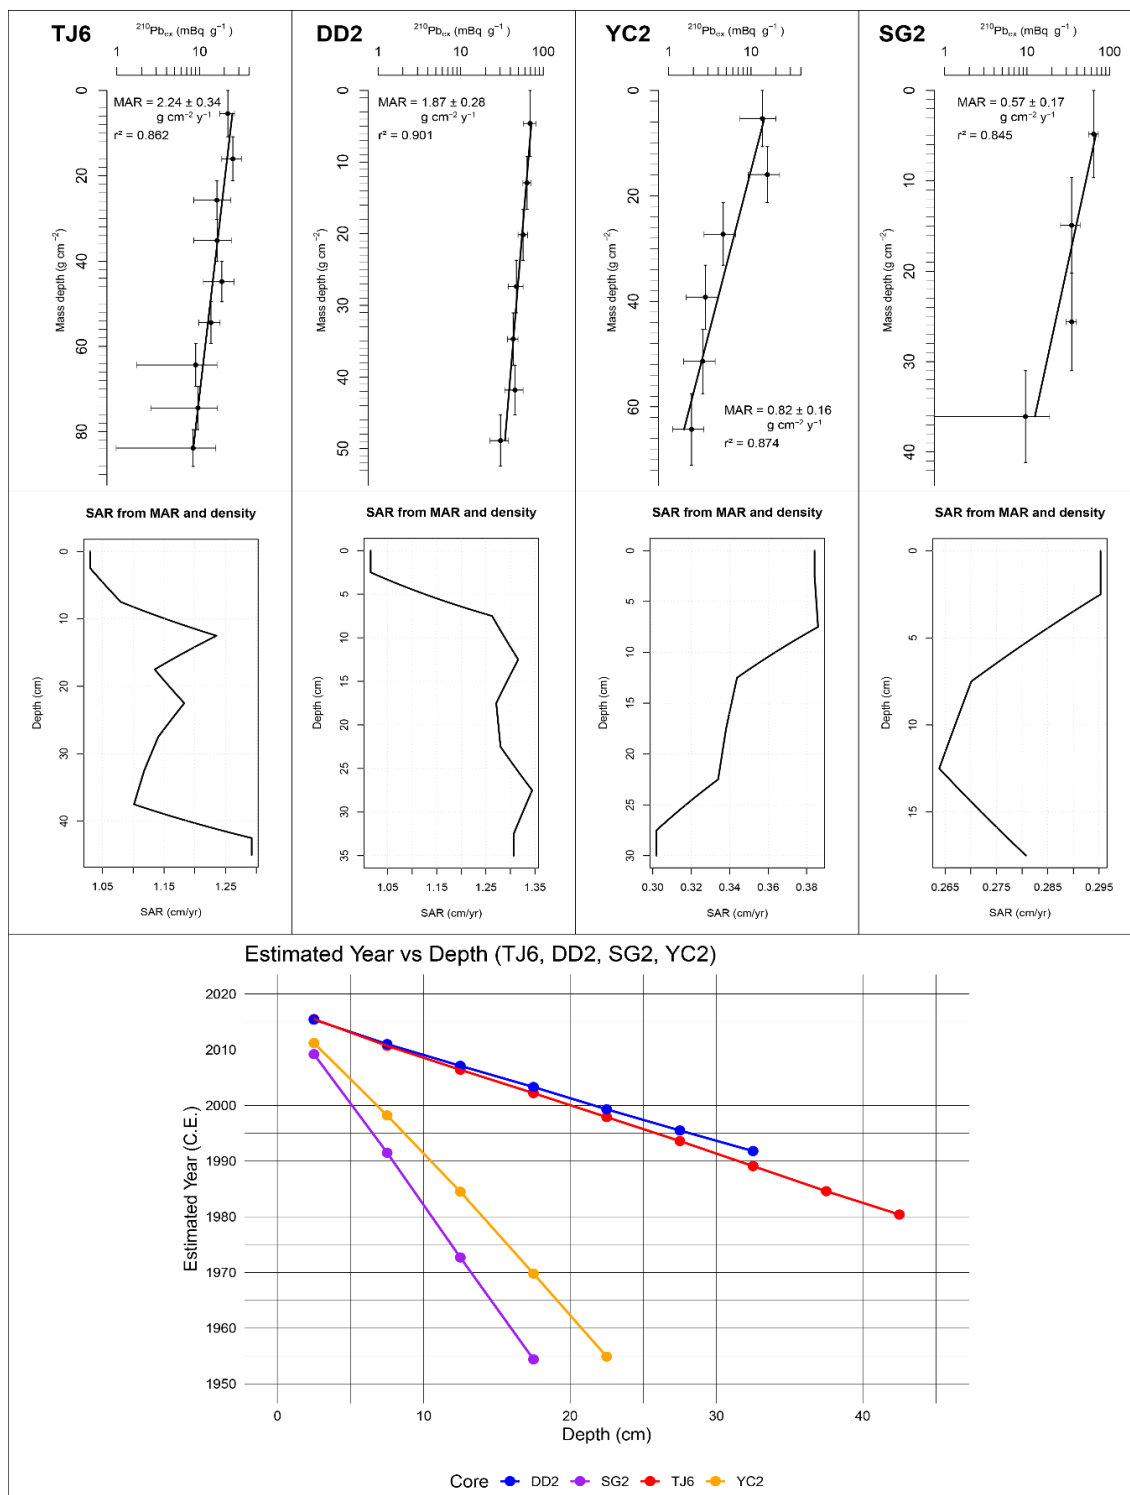 TJ6
²¹⁰Pbₑₓ (mBq g⁻¹)
1 10
MAR = 2.24 ± 0.34
g cm⁻² y⁻¹
r² = 0.862
Mass depth (g cm⁻²)
0
20
40
60
80
DD2
²¹⁰Pbₑₓ (mBq g⁻¹)
1 10 100
MAR = 1.87 ± 0.28
g cm⁻² y⁻¹
r² = 0.901
Mass depth (g cm⁻²)
0
10
20
30
40
50
YC2
²¹⁰Pbₑₓ (mBq g⁻¹)
1 10
Mass depth (g cm⁻²)
0
20
40
60
MAR = 0.82 ± 0.16
g cm⁻² y⁻¹
r² = 0.874
SG2
²¹⁰Pbₑₓ (mBq g⁻¹)
1 10 100
MAR = 0.57 ± 0.17
g cm⁻² y⁻¹
r² = 0.845
Mass depth (g cm⁻²)
0
10
20
30
40
SAR from MAR and density
Depth (cm)
0
10
20
30
40
1.05 1.15 1.25
SAR (cm/yr)
SAR from MAR and density
Depth (cm)
0
5
10
15
20
25
30
35
1.05 1.15 1.25 1.35
SAR (cm/yr)
SAR from MAR and density
Depth (cm)
0
5
10
15
20
25
30
0.30 0.32 0.34 0.36 0.38
SAR (cm/yr)
SAR from MAR and density
Depth (cm)
0
5
10
15
0.265 0.275 0.285 0.295
SAR (cm/yr)
Estimated Year vs Depth (TJ6, DD2, SG2, YC2)
Estimated Year (C.E.)
2020
2010
2000
1990
1980
1970
1960
1950
0 10 20 30 40
Depth (cm)
Core DD2 SG2 TJ6 YC2